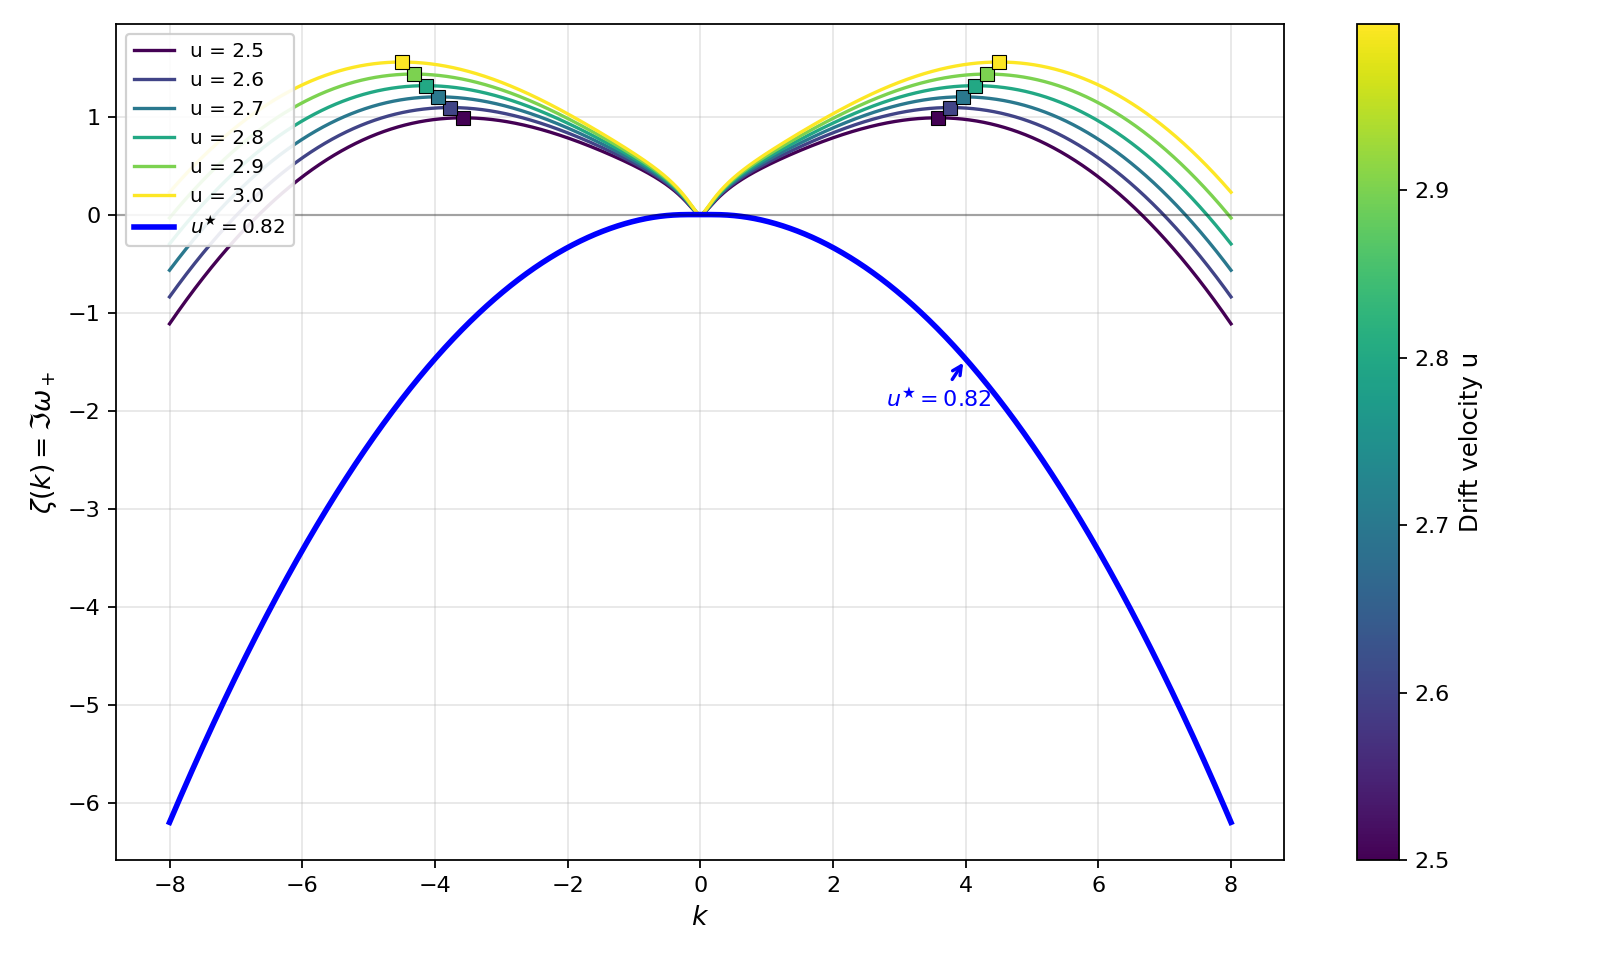 u = 2.5
u = 2.6
u = 2.7
u = 2.8
u = 2.9
u = 3.0
u★ = 0.82
1
0
−1
−2
−3
−4
−5
−6
ζ(k) = ℑω₊
u★ = 0.82
−8 −6 −4 −2 0 2 4 6 8
k
2.9
2.8
2.7
2.6
2.5
Drift velocity u